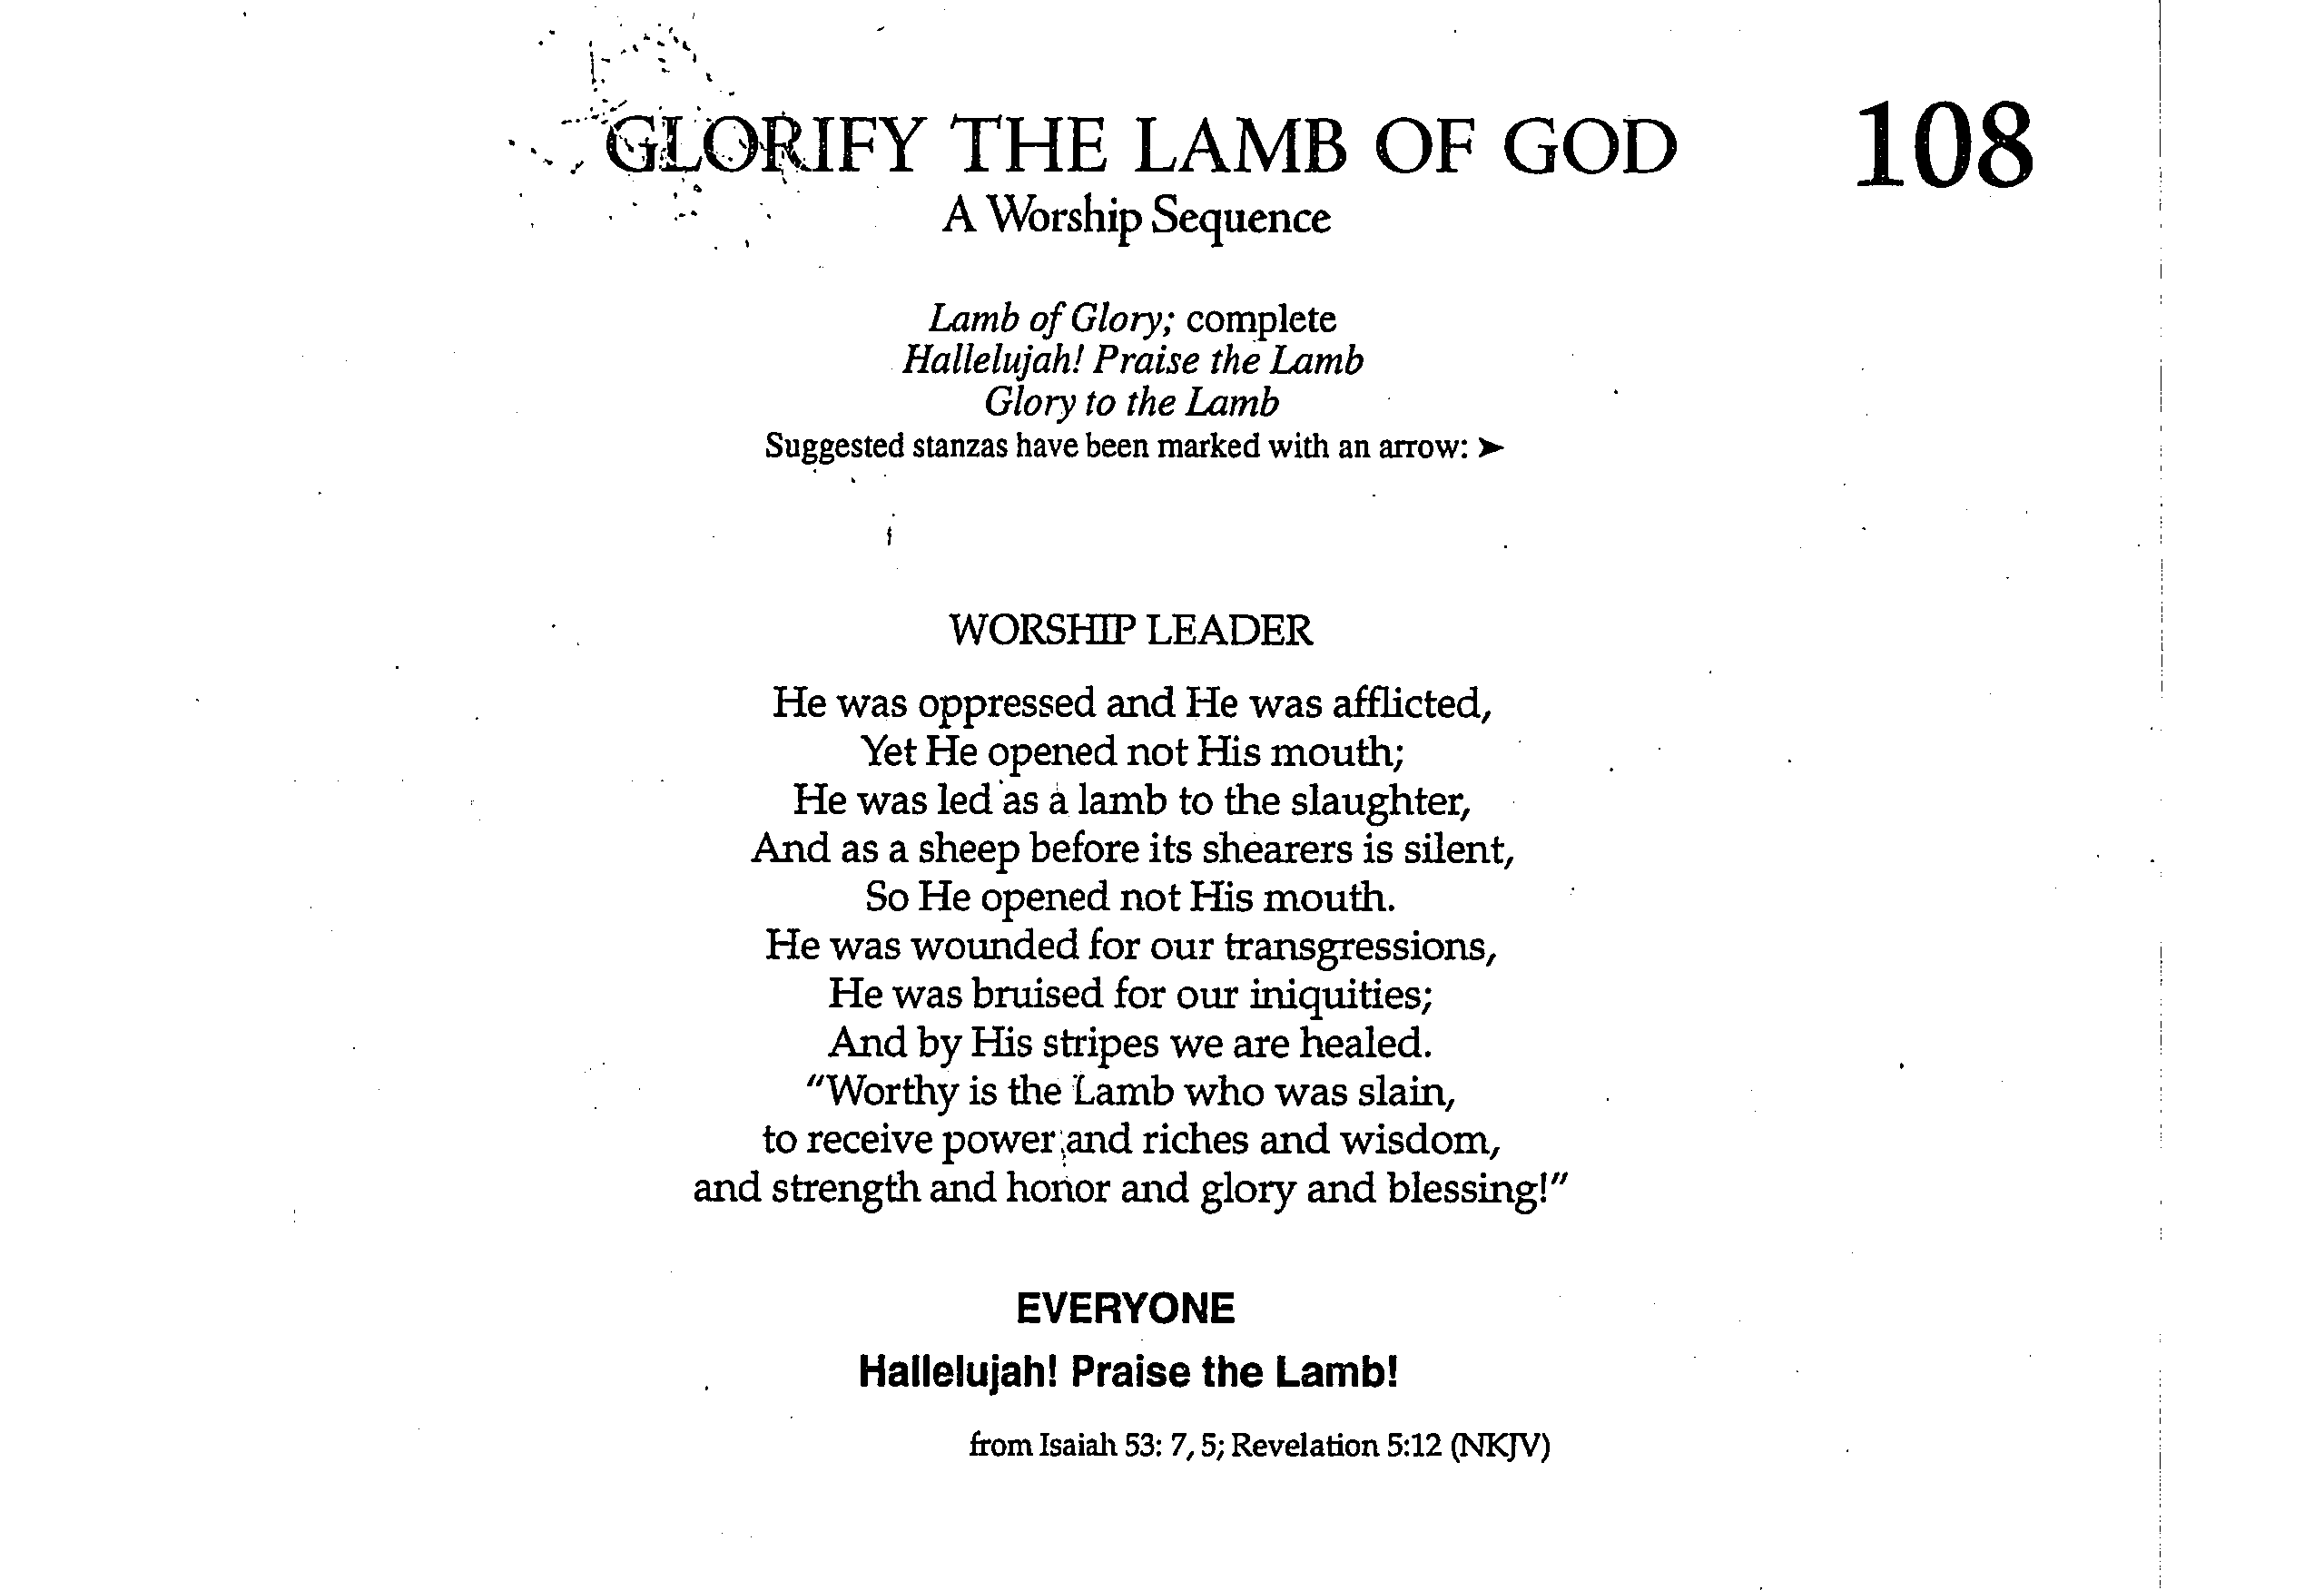 GLORIFY THE LAMB OF GOD 108
A Worship Sequence
Lamb of Glory; complete
Hallelujah! Praise the Lamb
Glory to the Lamb
Suggested stanzas have been marked with an arrow: ➤
WORSHIP LEADER
He was oppressed and He was afflicted,
Yet He opened not His mouth;
He was led as a lamb to the slaughter,
And as a sheep before its shearers is silent,
So He opened not His mouth.
He was wounded for our transgressions,
He was bruised for our iniquities;
And by His stripes we are healed.
"Worthy is the Lamb who was slain,
to receive power and riches and wisdom,
and strength and honor and glory and blessing!"
EVERYONE
Hallelujah! Praise the Lamb!
from Isaiah 53: 7, 5; Revelation 5:12 (NKJV)